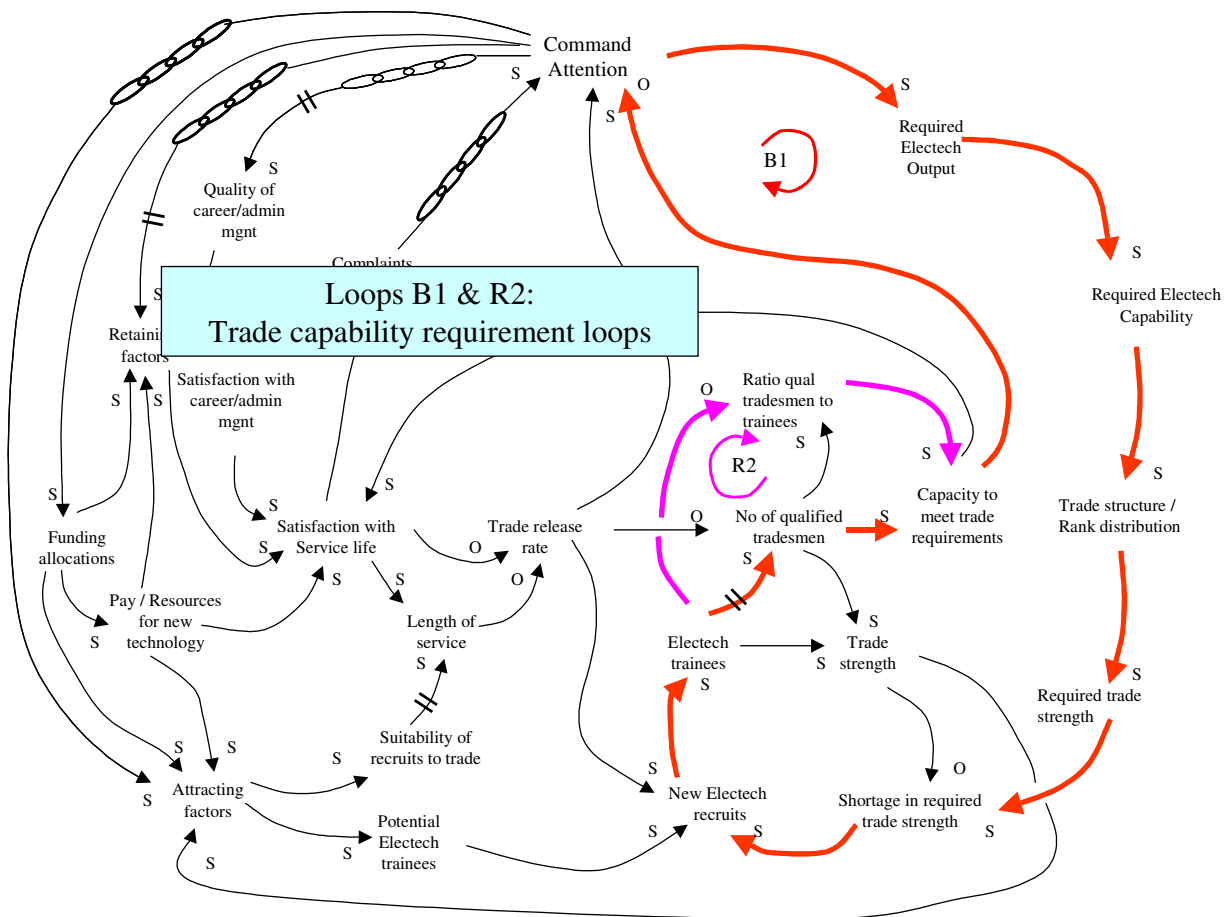 Command
Attention
S
O
S
S
S
Required
Electech
Output
B1
S
Quality of
career/admin
mgnt
S
Complaints
Required Electech
Capability
Loops B1 & R2:
Trade capability requirement loops
S
factors
S
S
Satisfaction with
career/admin
mgnt
O
Ratio qual
tradesmen to
trainees
S
S
R2
S
S
S
S
Funding
allocations
Satisfaction with
Service life
S
Trade release
rate
O
O
No of qualified
tradesmen
S
S
Capacity to
meet trade
requirements
Trade structure /
Rank distribution
S
S
O
Pay / Resources
for new
technology
S
Length of
service
S
S
Electech
trainees
S
S
Trade
strength
S
S
Required trade
strength
Suitability of
recruits to trade
S
S
S
S
O
S
Attracting
factors
New Electech
recruits
Shortage in required
trade strength
S
S
S
Potential
Electech
trainees
S
S